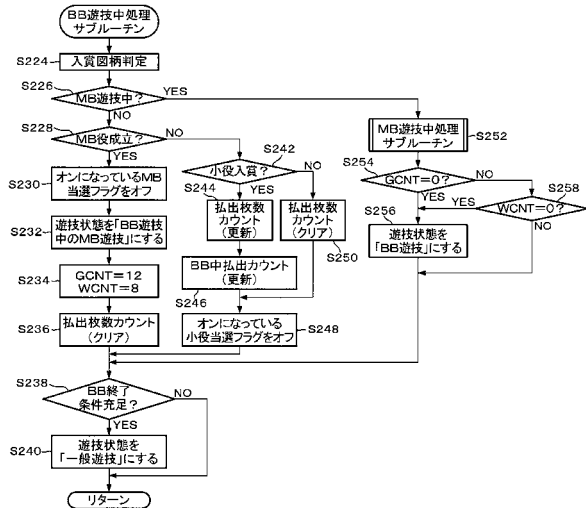 BB遊技中処理
サブルーチン
S224
入賞図柄判定
S226
MB遊技中?
YES
NO
S228
MB役成立?
NO
YES
S230
オンになっているMB
当選フラグをオフ
S232
遊技状態を「BB遊技
中のMB遊技」にする
S234
GCNT=12
WCNT=8
S236
払出枚数カウント
(クリア)
S242
小役入賞?
NO
S244
YES
払出枚数
カウント
(更新)
払出枚数
カウント
(クリア)
S250
BB中払出カウント
(更新)
S246
オンになっている
小役当選フラグをオフ
S248
MB遊技中処理
サブルーチン
S252
S254
GCNT=0?
NO
YES
S258
WCNT=0?
YES
NO
S256
遊技状態を
「BB遊技」にする
S238
BB終了
条件充足?
NO
YES
S240
遊技状態を
「一般遊技」にする
リターン